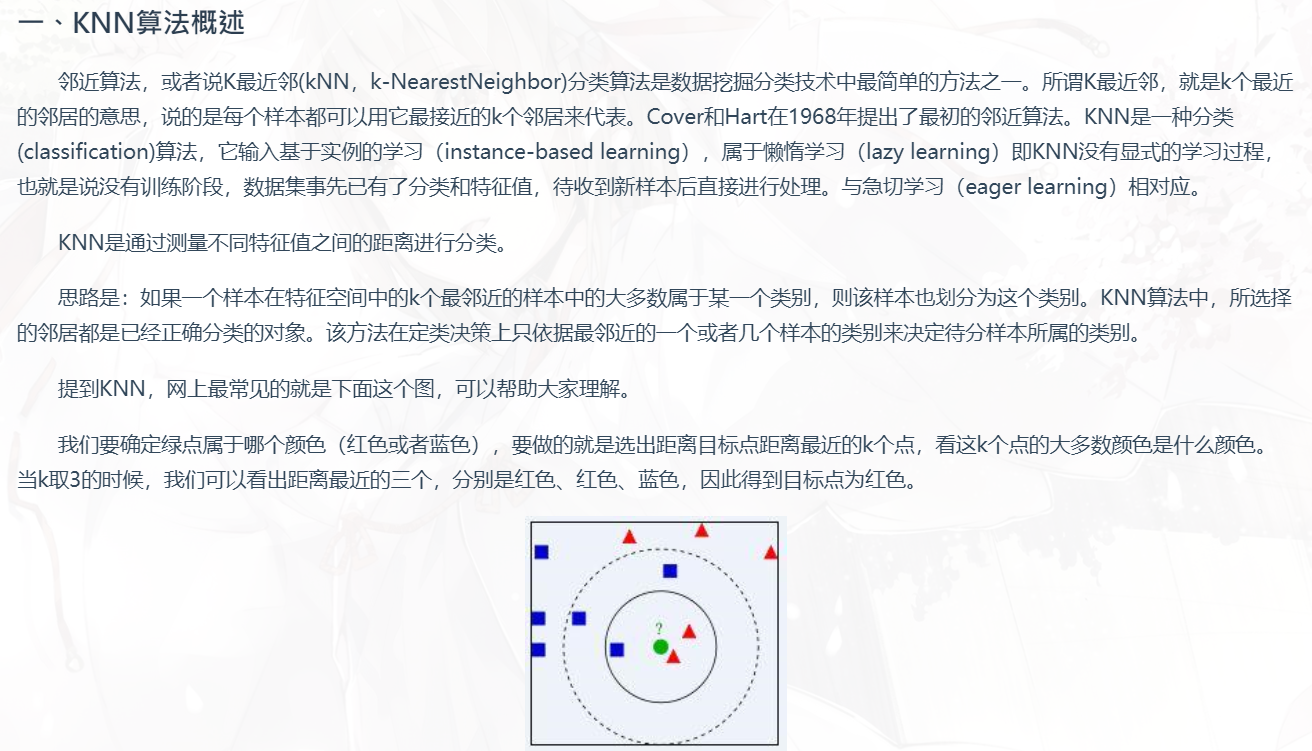 一、KNN算法概述
邻近算法，或者说K最近邻(kNN，k-NearestNeighbor)分类算法是数据挖掘分类技术中最简单的方法之一。所谓K最近邻，就是k个最近
的邻居的意思，说的是每个样本都可以用它最接近的k个邻居来代表。Cover和Hart在1968年提出了最初的邻近算法。KNN是一种分类
(classification)算法，它输入基于实例的学习（instance-based learning），属于懒惰学习（lazy learning）即KNN没有显式的学习过程，
也就是说没有训练阶段，数据集事先已有了分类和特征值，待收到新样本后直接进行处理。与急切学习（eager learning）相对应。
KNN是通过测量不同特征值之间的距离进行分类。
思路是：如果一个样本在特征空间中的k个最邻近的样本中的大多数属于某一个类别，则该样本也划分为这个类别。KNN算法中，所选择
的邻居都是已经正确分类的对象。该方法在定类决策上只依据最邻近的一个或者几个样本的类别来决定待分样本所属的类别。
提到KNN，网上最常见的就是下面这个图，可以帮助大家理解。
我们要确定绿点属于哪个颜色（红色或者蓝色），要做的就是选出距离目标点距离最近的k个点，看这k个点的大多数颜色是什么颜色。
当k取3的时候，我们可以看出距离最近的三个，分别是红色、红色、蓝色，因此得到目标点为红色。
?